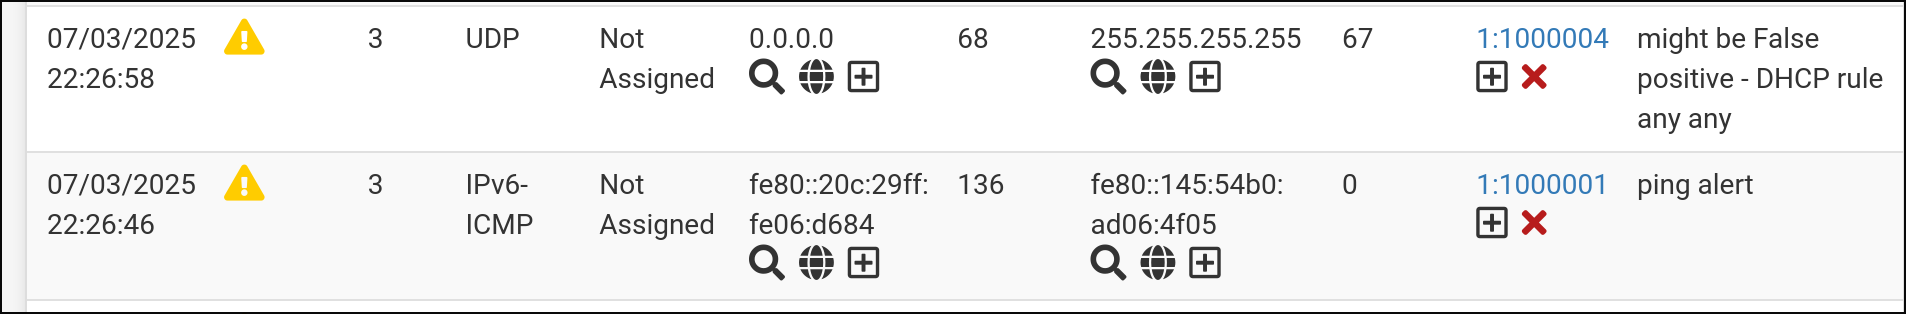 07/03/2025 3 UDP Not 0.0.0.0 68 255.255.255.255 67 1:1000004 might be False
22:26:58 Assigned positive - DHCP rule
any any
07/03/2025 3 IPv6- Not fe80::20c:29ff: 136 fe80::145:54b0: 0 1:1000001 ping alert
22:26:46 ICMP Assigned fe06:d684 ad06:4f05